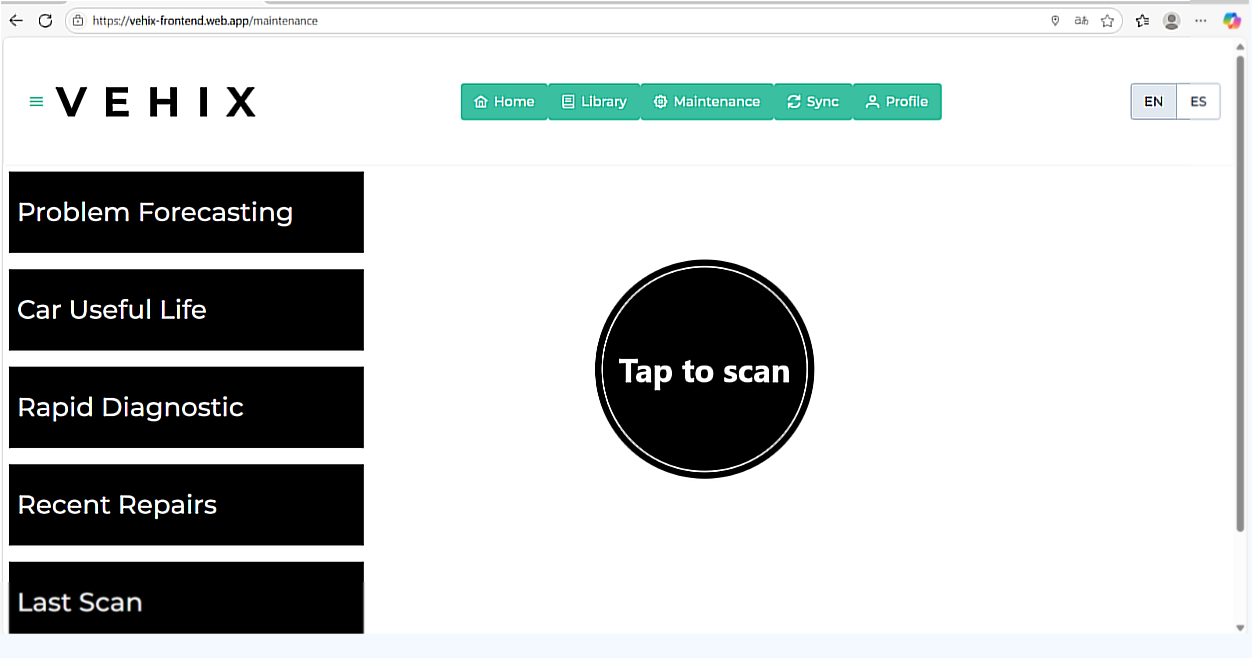 https://vehix-frontend.web.app/maintenance
VEHIX
Home Library Maintenance Sync Profile
EN ES
Problem Forecasting
Car Useful Life
Rapid Diagnostic
Recent Repairs
Last Scan
Tap to scan